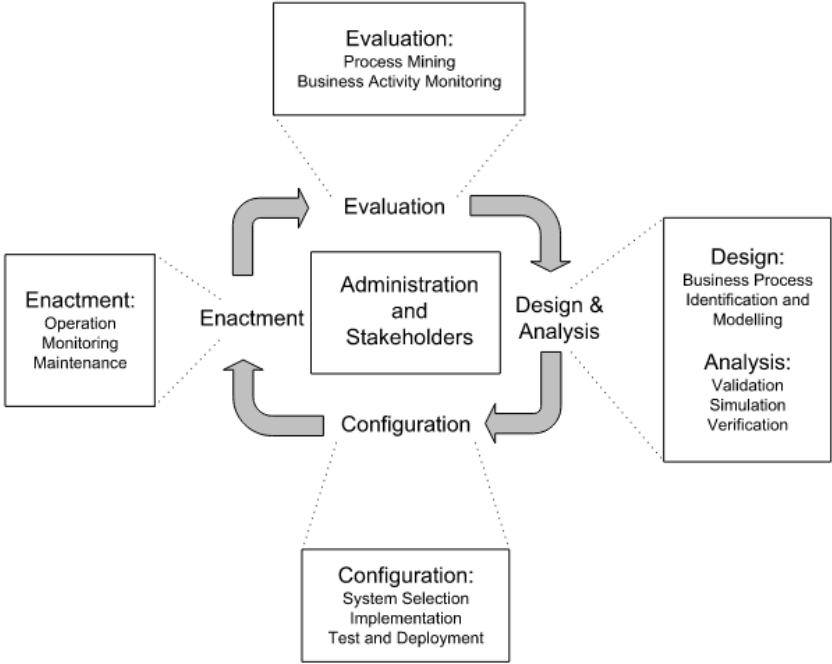 Evaluation:
Process Mining
Business Activity Monitoring
Evaluation
Enactment:
Operation
Monitoring
Maintenance
Enactment
Administration
and
Stakeholders
Design &
Analysis
Design:
Business Process
Identification and
Modelling
Analysis:
Validation
Simulation
Verification
Configuration
Configuration:
System Selection
Implementation
Test and Deployment